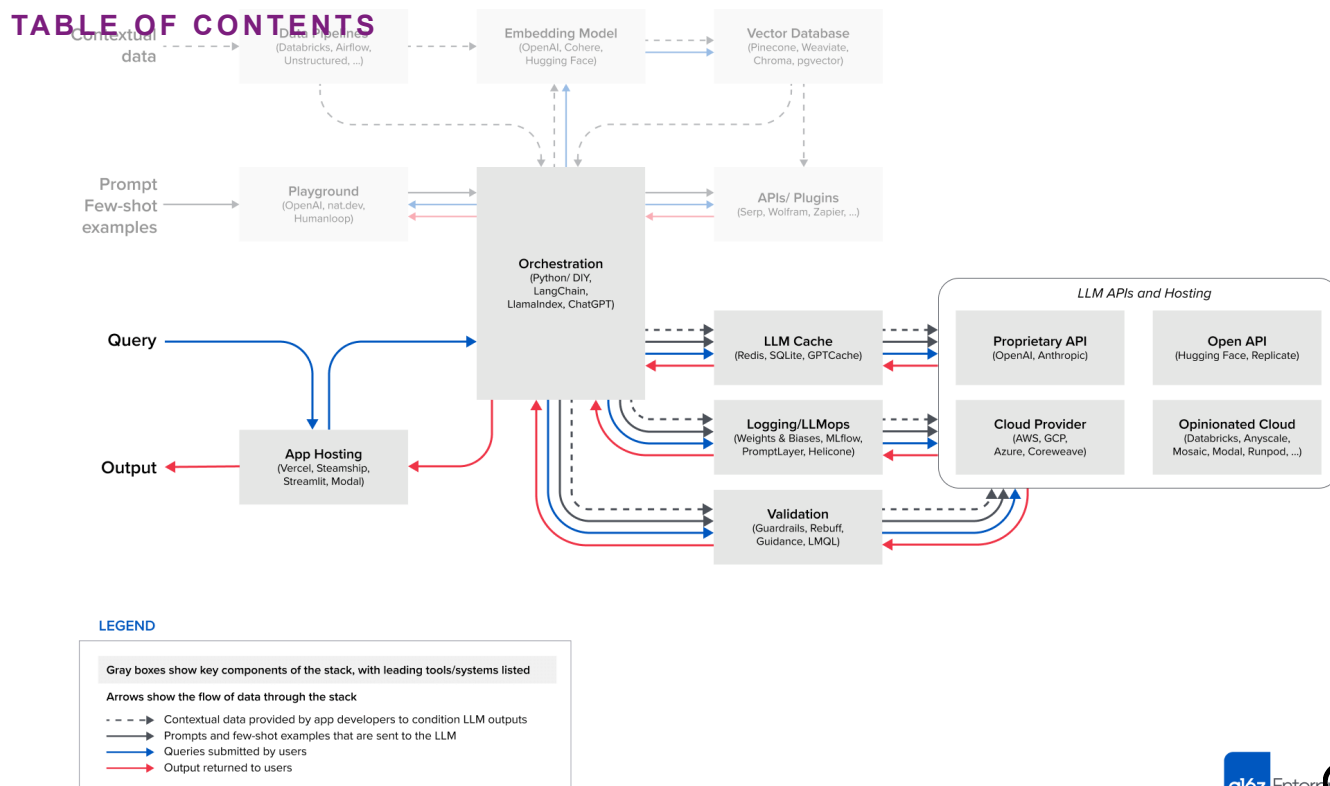 TABLE OF CONTENTS
Contextual
data
Data Pipelines
(Databricks, Airflow,
Unstructured, ...)
Embedding Model
(OpenAI, Cohere,
Hugging Face)
Vector Database
(Pinecone, Weaviate,
Chroma, pgvector)
Prompt
Few-shot
examples
Playground
(OpenAI, nat.dev,
Humanloop)
APIs/ Plugins
(Serp, Wolfram, Zapier, ...)
Orchestration
(Python/ DIY,
LangChain,
LlamaIndex, ChatGPT)
LLM APIs and Hosting
Query
LLM Cache
(Redis, SQLite, GPTCache)
Proprietary API
(OpenAI, Anthropic)
Open API
(Hugging Face, Replicate)
Logging/LLMops
(Weights & Biases, MLflow,
PromptLayer, Helicone)
Cloud Provider
(AWS, GCP,
Azure, Coreweave)
Opinionated Cloud
(Databricks, Anyscale,
Mosaic, Modal, Runpod, ...)
Output
App Hosting
(Vercel, Steamship,
Streamlit, Modal)
Validation
(Guardrails, Rebuff,
Guidance, LMQL)
LEGEND
Gray boxes show key components of the stack, with leading tools/systems listed
Arrows show the flow of data through the stack
Contextual data provided by app developers to condition LLM outputs
Prompts and few-shot examples that are sent to the LLM
Queries submitted by users
Output returned to users
a16z